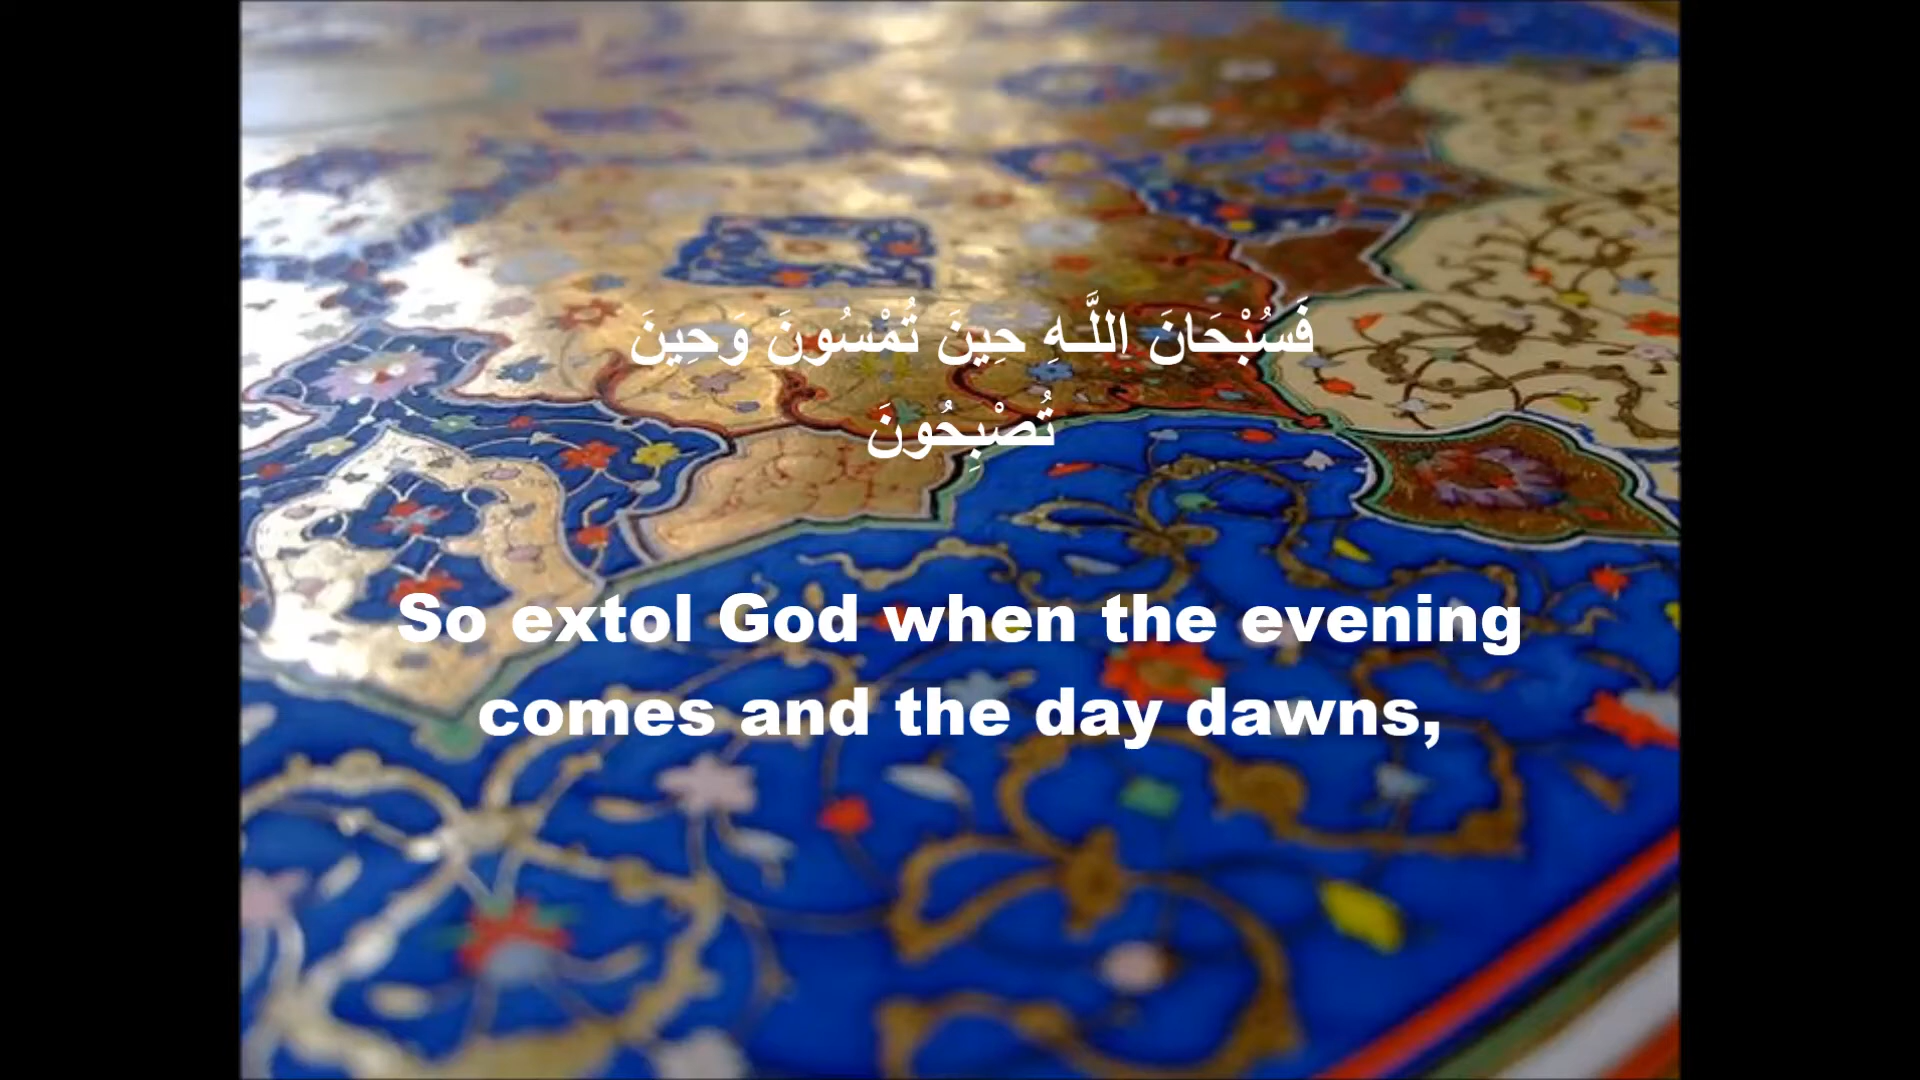 فَسُبْحَانَ اللَّـهِ حِينَ تُمْسُونَ وَحِينَ
تُصْبِحُونَ
So extol God when the evening
comes and the day dawns,